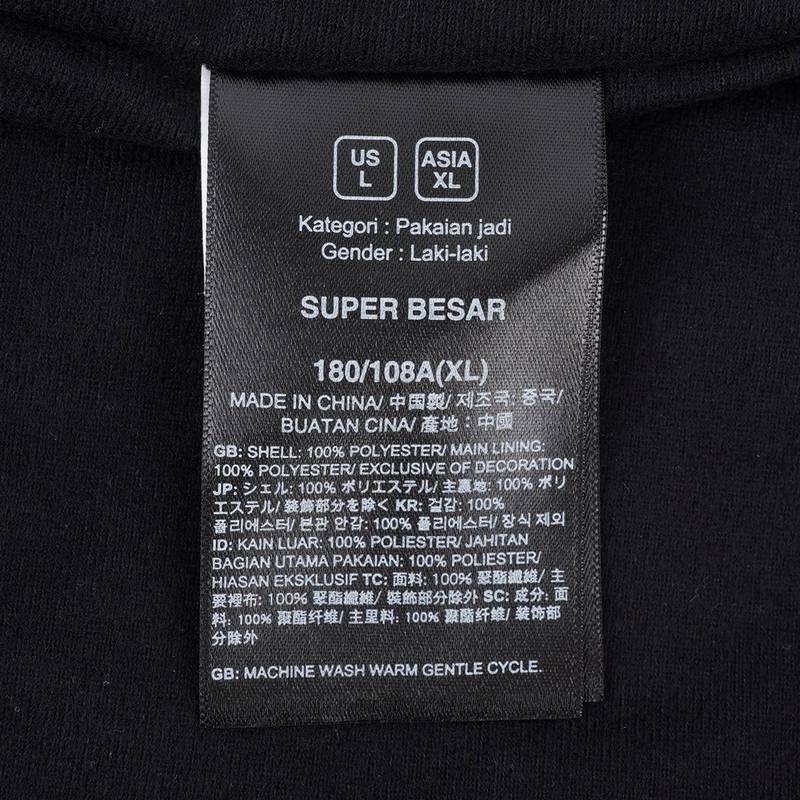 US
L
ASIA
XL
Kategori : Pakaian jadi
Gender : Laki-laki
SUPER BESAR
180/108A(XL)
MADE IN CHINA/ 中国製/ 제조국: 중국/
BUATAN CINA/ 產地：中國
GB: SHELL: 100% POLYESTER/ MAIN LINING:
100% POLYESTER/ EXCLUSIVE OF DECORATION
JP: シェル: 100% ポリエステル/ 主裏地: 100% ポリ
エステル/ 装飾部分を除く KR: 겉감: 100%
폴리에스터/ 본판 안감: 100% 폴리에스터/ 장식 제외
ID: KAIN LUAR: 100% POLIESTER/ JAHITAN
BAGIAN UTAMA PAKAIAN: 100% POLIESTER/
HIASAN EKSKLUSIF TC: 面料: 100% 聚酯纖維/ 主
要裡布: 100% 聚酯纖維/ 裝飾部分除外 SC: 成分: 面
料: 100% 聚酯纤维/ 主里料: 100% 聚酯纤维/ 装饰部
分除外
GB: MACHINE WASH WARM GENTLE CYCLE.